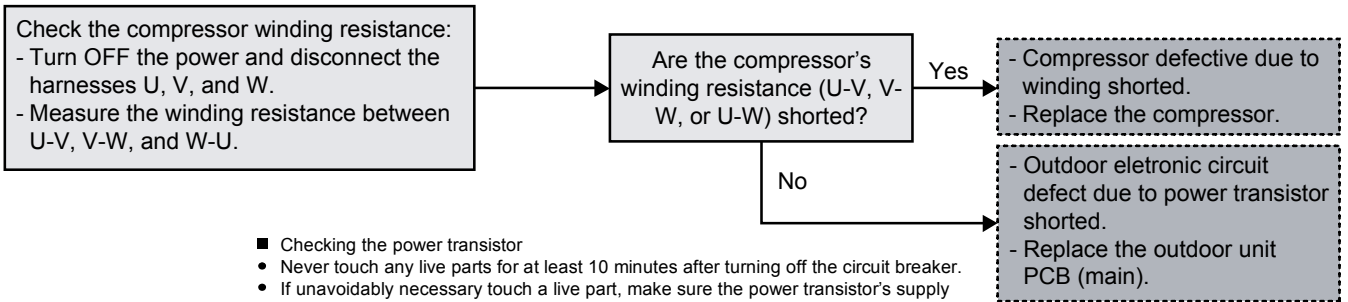 Check the compressor winding resistance:
- Turn OFF the power and disconnect the
harnesses U, V, and W.
- Measure the winding resistance between
U-V, V-W, and W-U.
Are the compressor's
winding resistance (U-V, V-
W, or U-W) shorted?
Yes
- Compressor defective due to
winding shorted.
- Replace the compressor.
No
- Outdoor eletronic circuit
defect due to power transistor
shorted.
- Replace the outdoor unit
PCB (main).
■ Checking the power transistor
• Never touch any live parts for at least 10 minutes after turning off the circuit breaker.
• If unavoidably necessary touch a live part, make sure the power transistor's supply